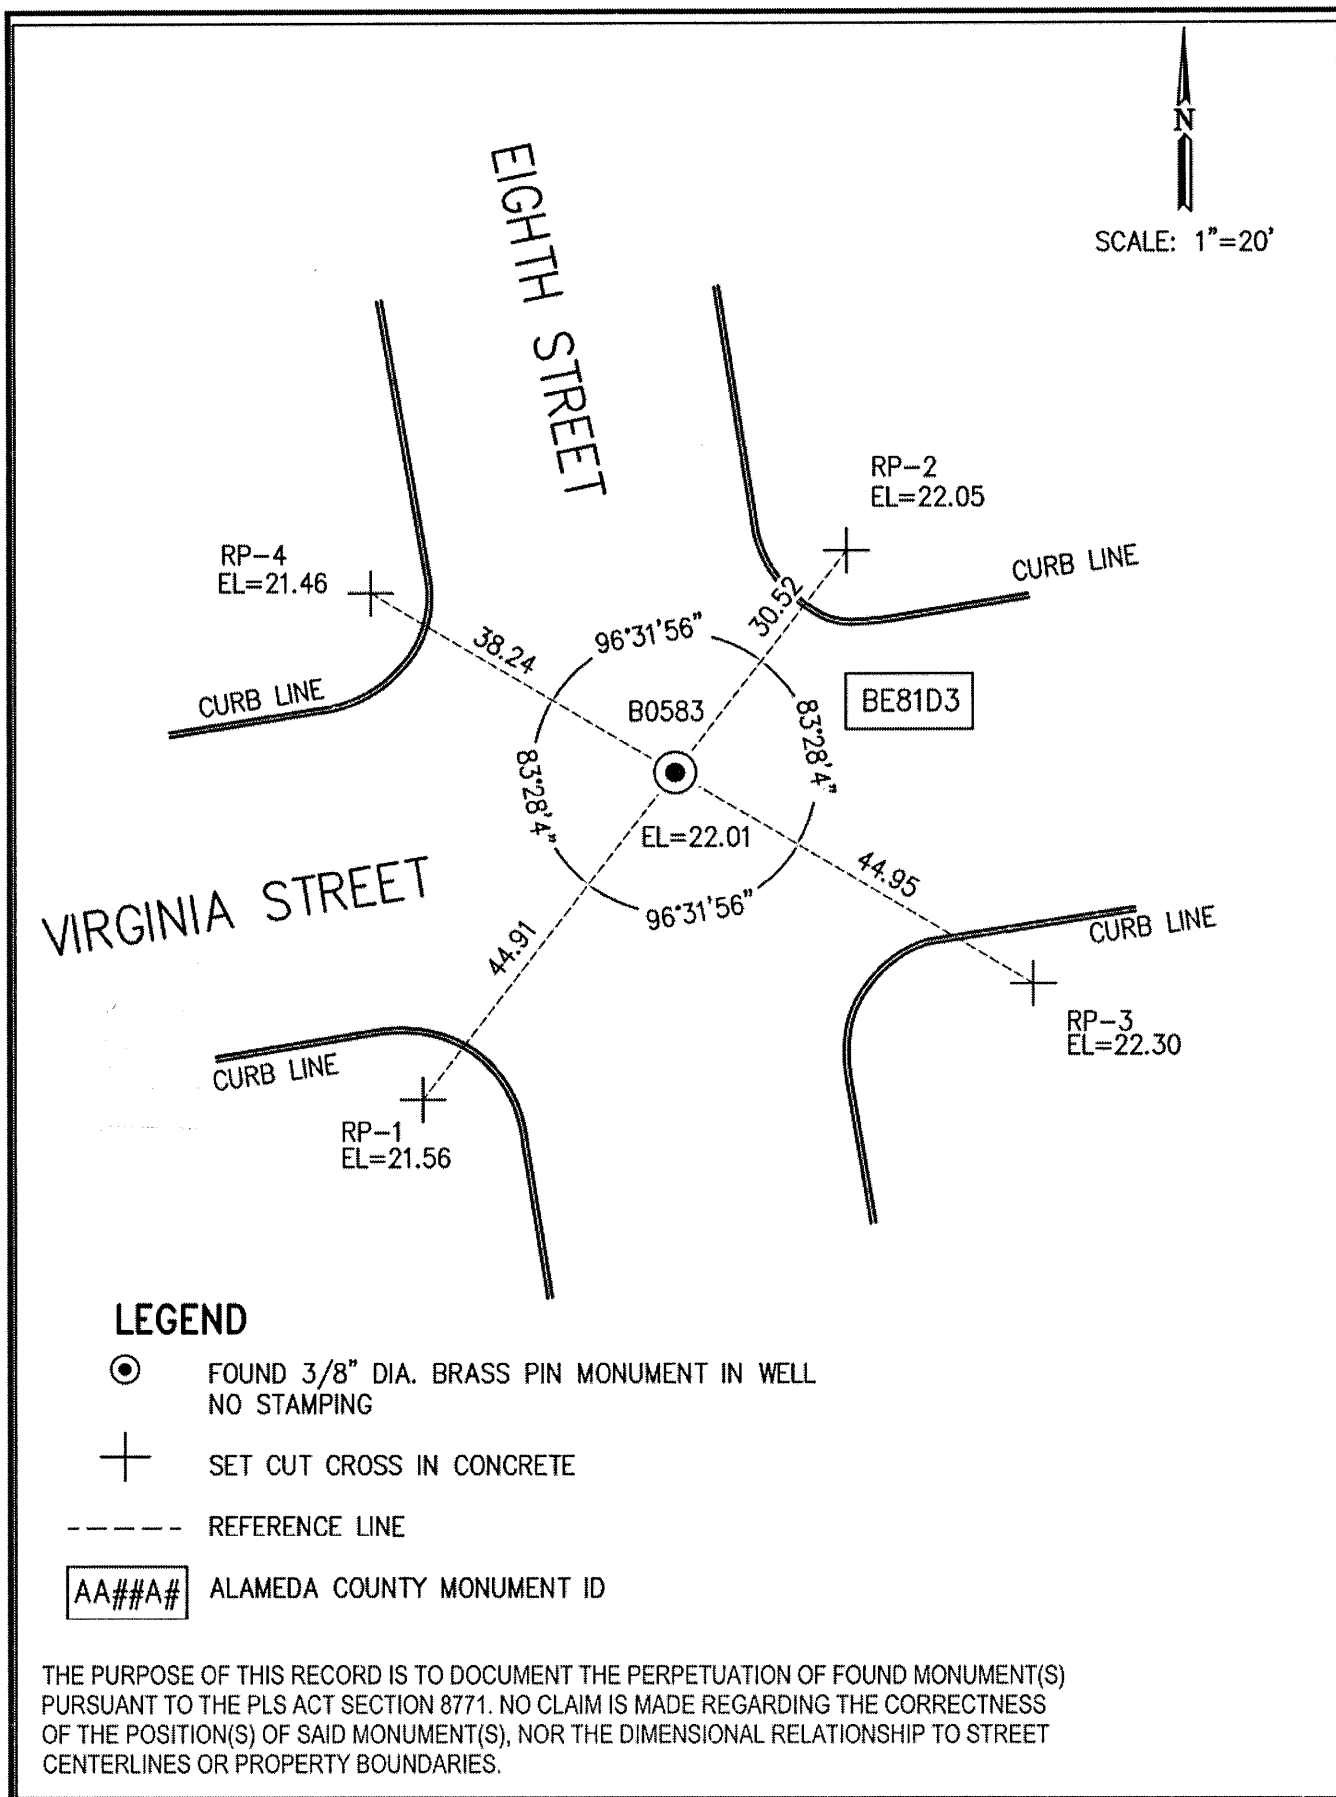 N
SCALE: 1"=20'
EIGHTH STREET
RP-2
EL=22.05
RP-4
EL=21.46
CURB LINE
30.52
96°31'56"
38.24
CURB LINE
B0583
BE81D3
83°28'4"
83°28'4"
EL=22.01
44.95
VIRGINIA STREET
96°31'56"
CURB LINE
44.91
RP-3
EL=22.30
CURB LINE
RP-1
EL=21.56
LEGEND
FOUND 3/8" DIA. BRASS PIN MONUMENT IN WELL
NO STAMPING
SET CUT CROSS IN CONCRETE
REFERENCE LINE
AA##A# ALAMEDA COUNTY MONUMENT ID
THE PURPOSE OF THIS RECORD IS TO DOCUMENT THE PERPETUATION OF FOUND MONUMENT(S)
PURSUANT TO THE PLS ACT SECTION 8771. NO CLAIM IS MADE REGARDING THE CORRECTNESS
OF THE POSITION(S) OF SAID MONUMENT(S), NOR THE DIMENSIONAL RELATIONSHIP TO STREET
CENTERLINES OR PROPERTY BOUNDARIES.